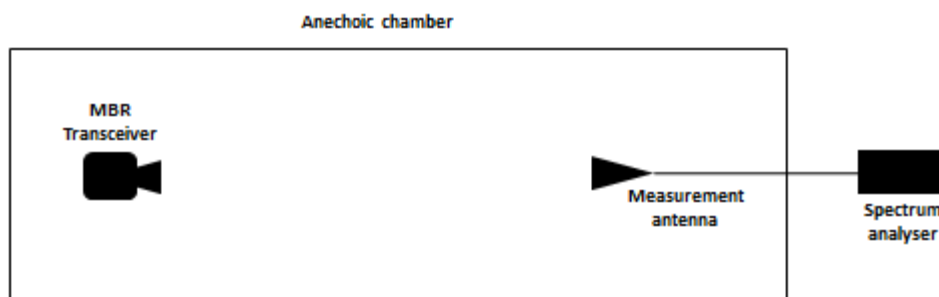 Anechoic chamber
MBR
Transceiver
Measurement
antenna
Spectrum
analyser